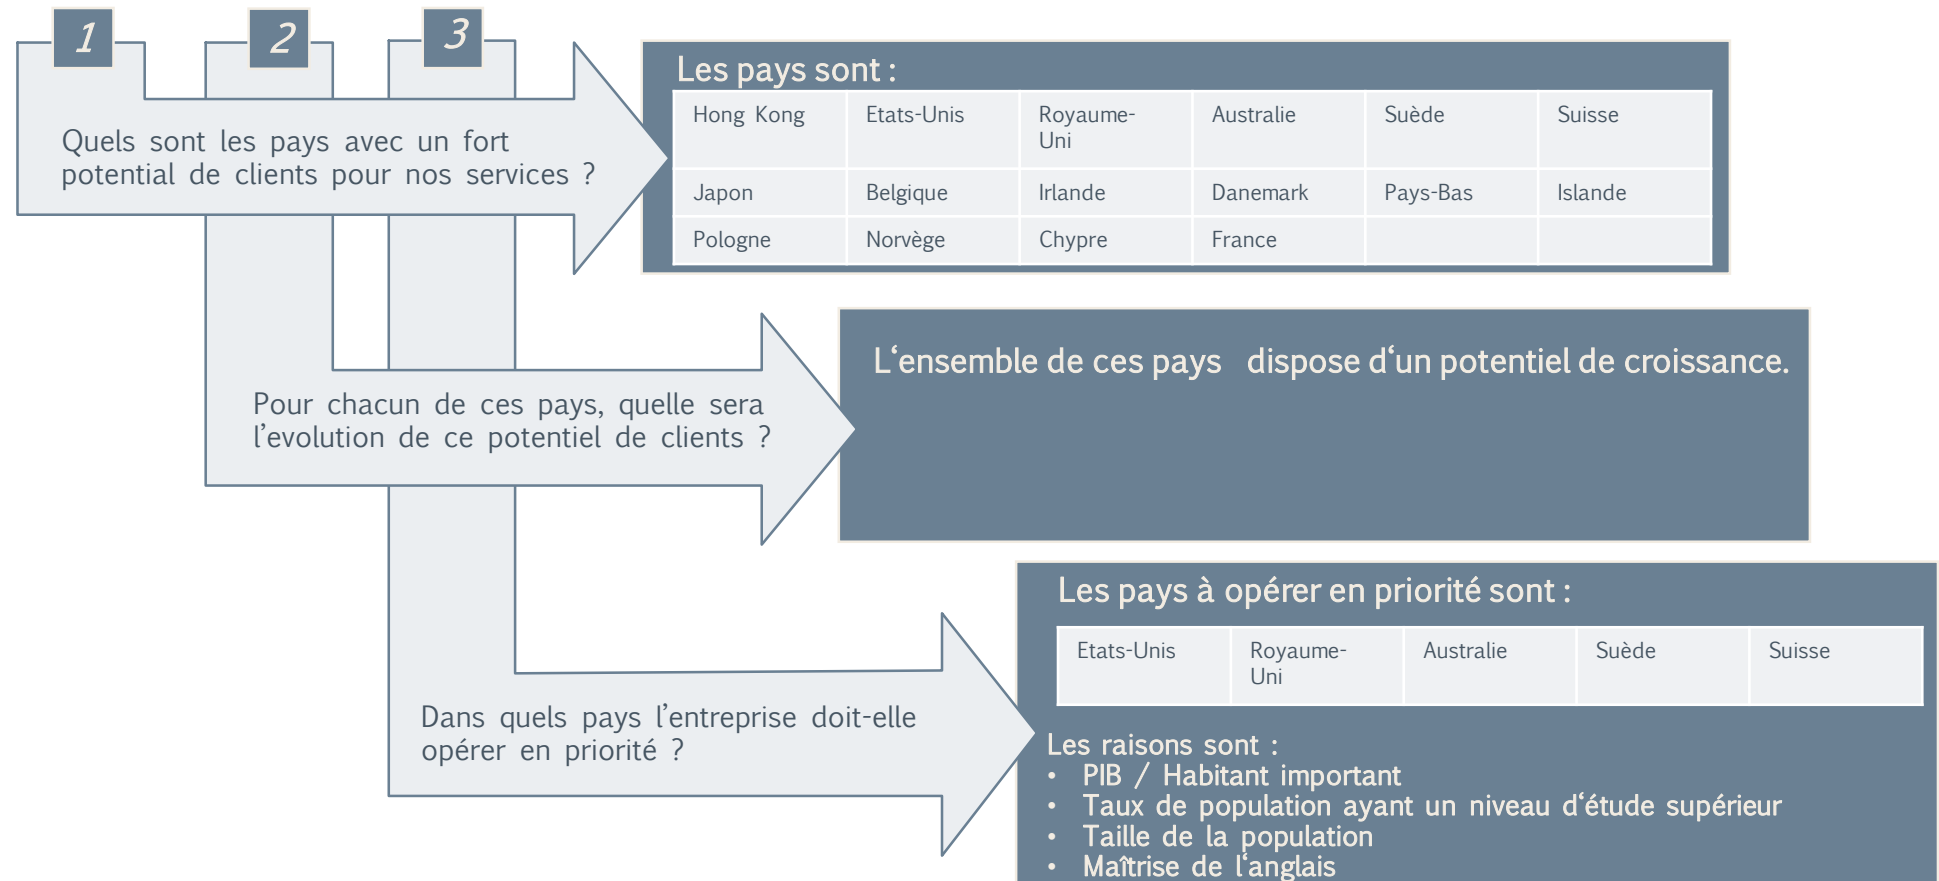 1
2
3
Quels sont les pays avec un fort
potential de clients pour nos services ?
Les pays sont :
Hong Kong
Etats-Unis
Royaume-
Uni
Australie
Suède
Suisse
Japon
Belgique
Irlande
Danemark
Pays-Bas
Islande
Pologne
Norvège
Chypre
France
Pour chacun de ces pays, quelle sera
l’evolution de ce potentiel de clients ?
L‘ensemble de ces pays dispose d‘un potentiel de croissance.
Dans quels pays l’entreprise doit-elle
opérer en priorité ?
Les pays à opérer en priorité sont :
Etats-Unis
Royaume-
Uni
Australie
Suède
Suisse
Les raisons sont :
• PIB / Habitant important
• Taux de population ayant un niveau d‘étude supérieur
• Taille de la population
• Maîtrise de l‘anglais